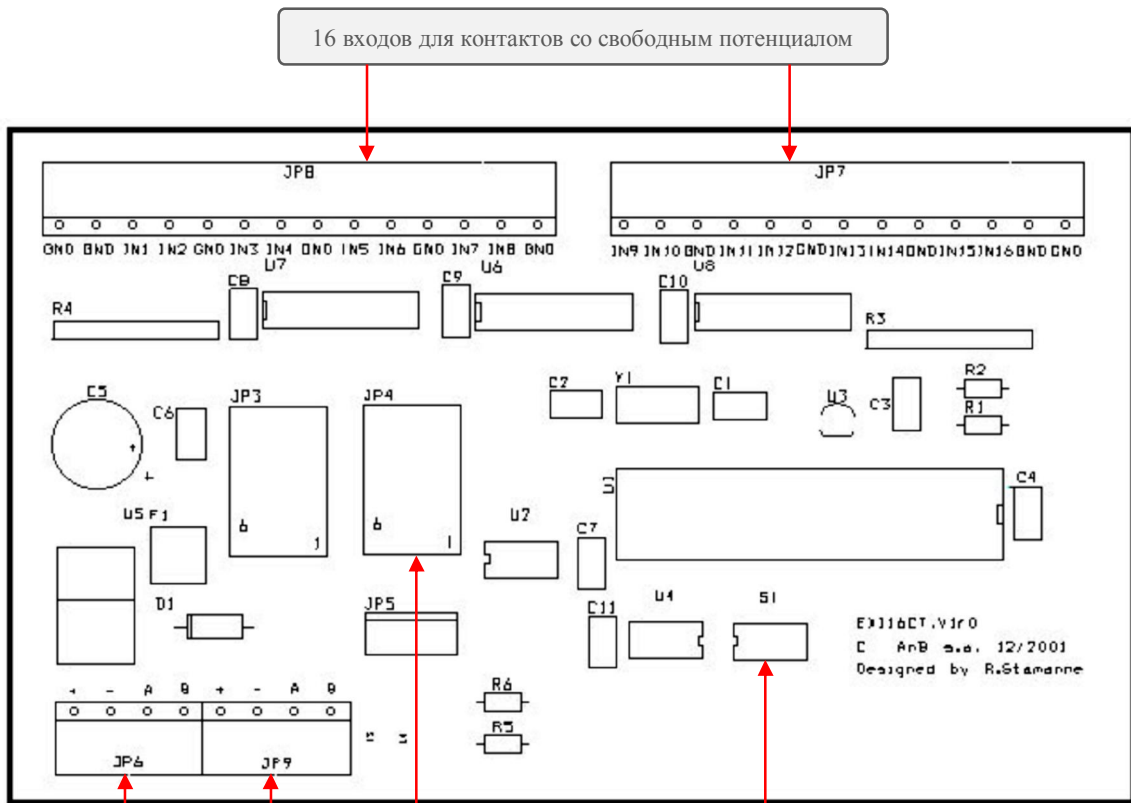 16 входов для контактов со свободным потенциалом
JP8
JP7
GND GND IN1 IN2 GND IN3 IN4 GND IN5 IN6 GND IN7 IN8 GND
IN9 IN10 GND IN11 IN12 GND IN13 IN14 GND IN15 IN16 GND GND
U7
U6
U8
C8
C9
C10
R4
R3
C5
C6
JP3
JP4
C2
Y1
C1
U3
C3
R2
R1
+
+
6
1
6
1
U1
C4
U5
F1
U2
C7
D1
JP5
C11
U4
S1
EXI16CT.V1r0
C AnB s.a. 12/2001
Designed by R.Stamanne
+ - A B + - A B
R6
R5
JP6
JP9